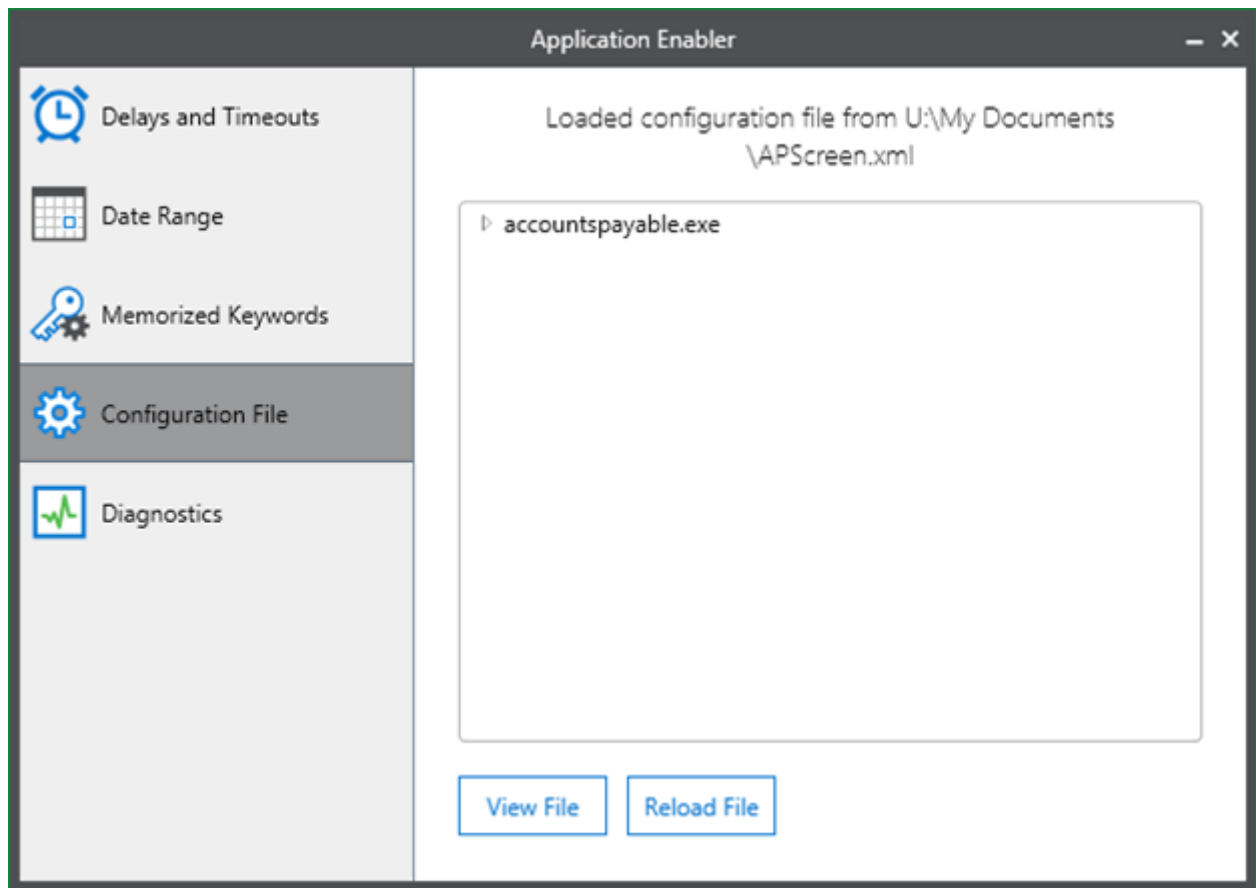 Application Enabler
Delays and Timeouts
Date Range
Memorized Keywords
Configuration File
Diagnostics
Loaded configuration file from U:\My Documents
\APScreen.xml
accountspayable.exe
View File
Reload File